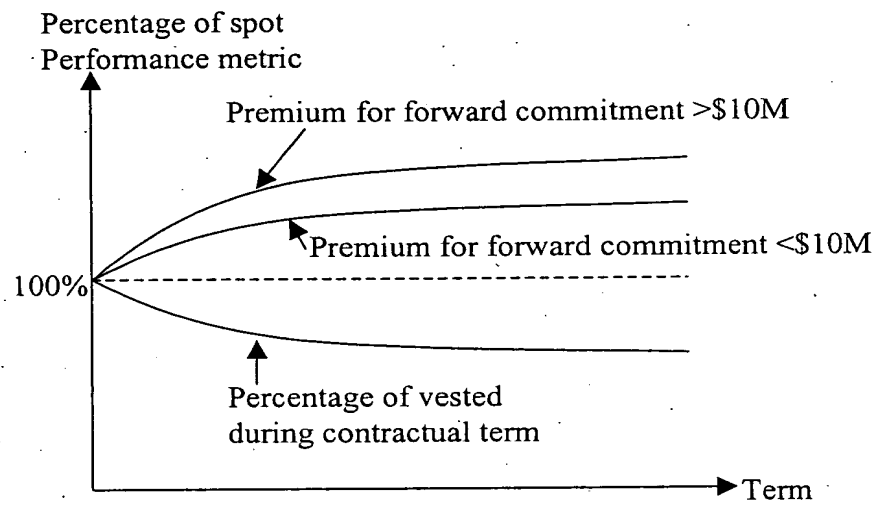 Percentage of spot
Performance metric
Premium for forward commitment >$10M
Premium for forward commitment <$10M
100%
Percentage of vested
during contractual term
Term